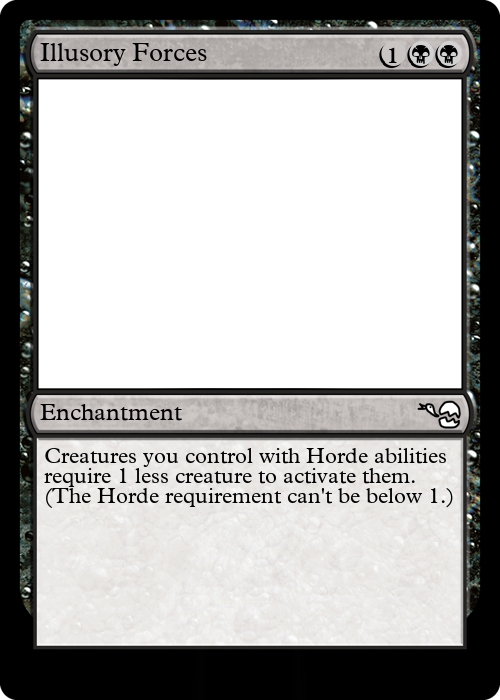 Illusory Forces 1
Enchantment
Creatures you control with Horde abilities
require 1 less creature to activate them.
(The Horde requirement can't be below 1.)